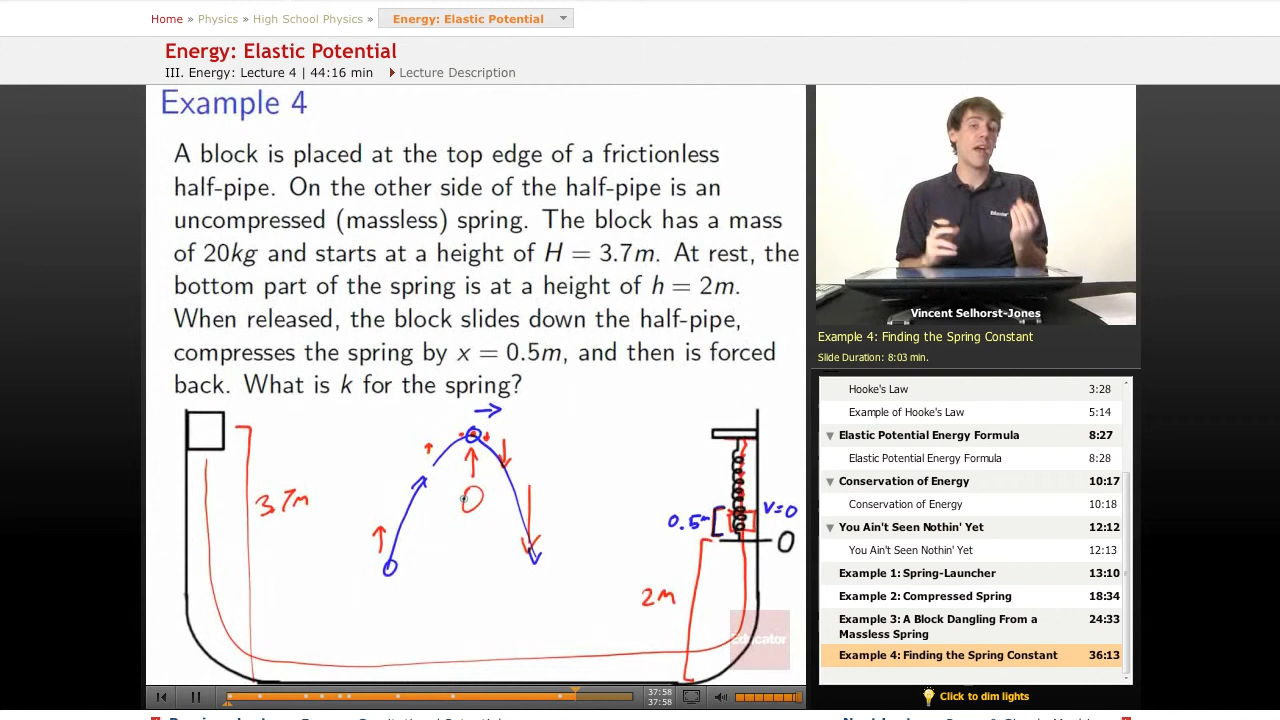 Home » Physics » High School Physics » Energy: Elastic Potential
Energy: Elastic Potential
III. Energy: Lecture 4 | 44:16 min Lecture Description
Example 4
A block is placed at the top edge of a frictionless
half-pipe. On the other side of the half-pipe is an
uncompressed (massless) spring. The block has a mass
of 20kg and starts at a height of H = 3.7m. At rest, the
bottom part of the spring is at a height of h = 2m.
When released, the block slides down the half-pipe,
compresses the spring by x = 0.5m, and then is forced
back. What is k for the spring?
3.7m
0.5m
v=0
0
0
2m
Educator
Vincent Selhorst-Jones
Example 4: Finding the Spring Constant
Slide Duration: 8:03 min.
Hooke's Law 3:28
Example of Hooke's Law 5:14
Elastic Potential Energy Formula 8:27
Elastic Potential Energy Formula 8:28
Conservation of Energy 10:17
Conservation of Energy 10:18
You Ain't Seen Nothin' Yet 12:12
You Ain't Seen Nothin' Yet 12:13
Example 1: Spring-Launcher 13:10
Example 2: Compressed Spring 18:34
Example 3: A Block Dangling From a
Massless Spring 24:33
Example 4: Finding the Spring Constant 36:13
37:58
37:58
Click to dim lights